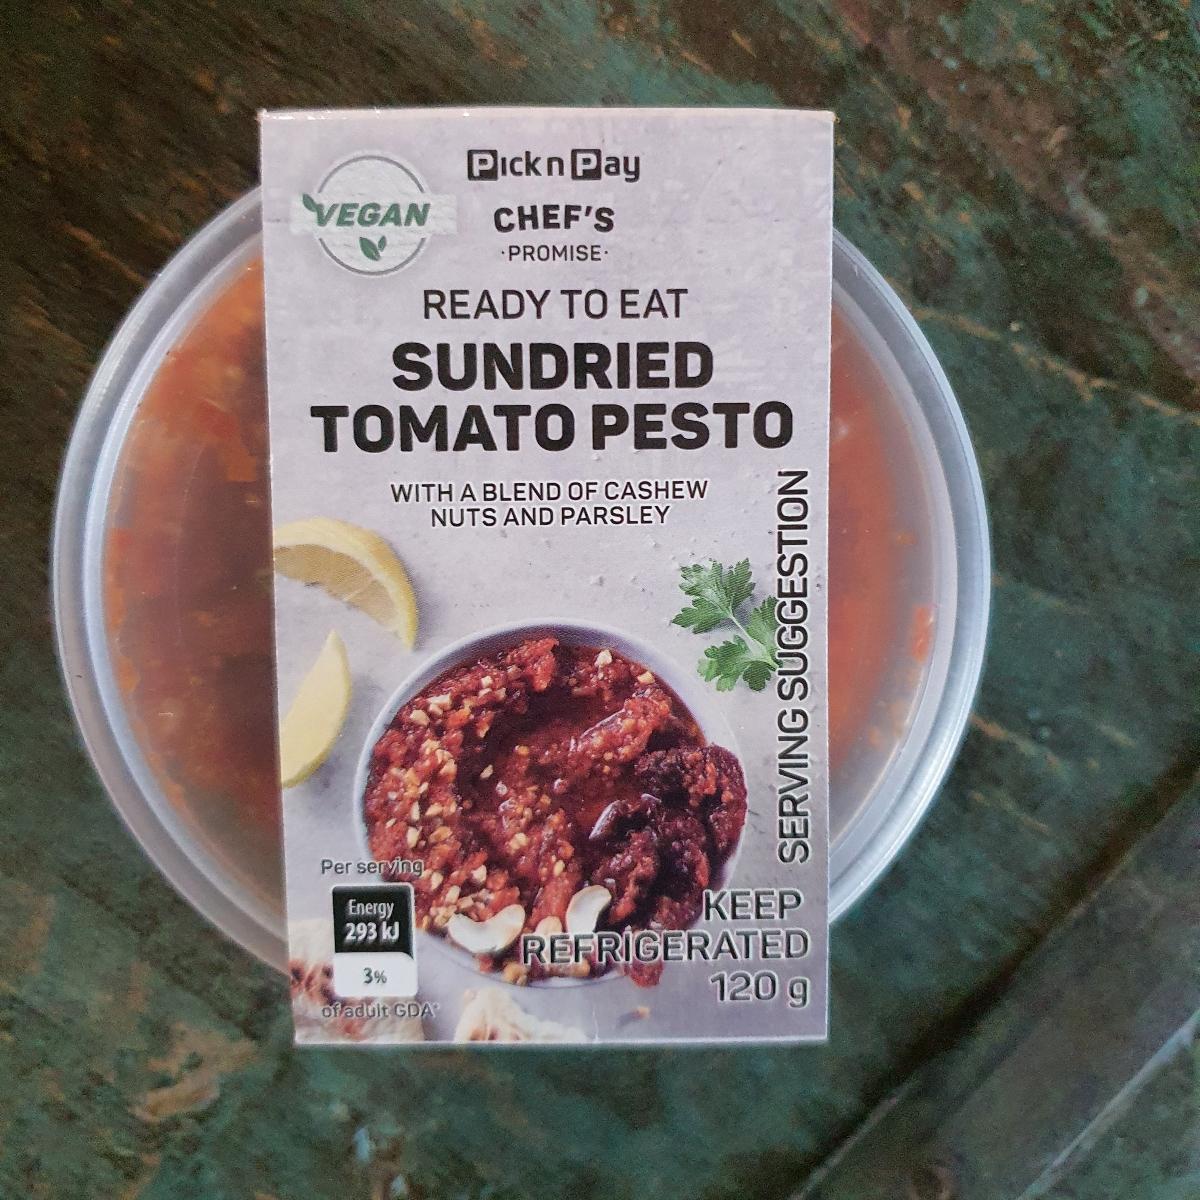 Pick n Pay
VEGAN
CHEF'S
·PROMISE·
READY TO EAT
SUNDRIED
TOMATO PESTO
WITH A BLEND OF CASHEW
NUTS AND PARSLEY
SERVING SUGGESTION
Per serving
Energy
293 kJ
3%
of adult GDA*
KEEP
REFRIGERATED
120 g